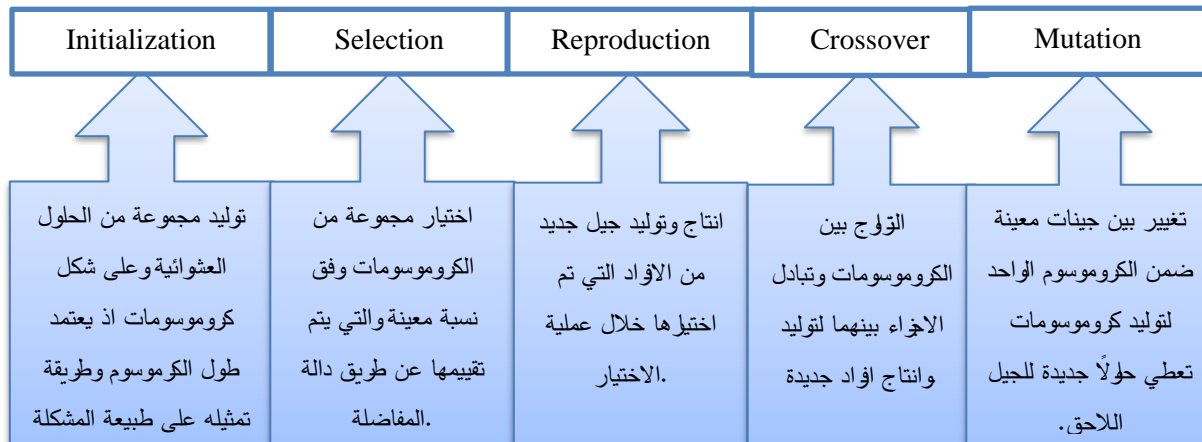 Initialization
Selection
Reproduction
Crossover
Mutation
توليد مجموعة من الحلول
العشوائية وعلى شكل
كروموسومات اذ يعتمد
طول الكرموسوم وطريقة
تمثيله على طبيعة المشكلة
اختيار مجموعة من
الكروموسومات وفق
نسبة معينة والتي يتم
تقييمها عن طريق دالة
المفاضلة.
انتاج وتوليد جيل جديد
من الافراد التي تم
اختيارها خلال عملية
الاختيار.
التزاوج بين
الكروموسومات وتبادل
الاجزاء بينهما لتوليد
وانتاج افراد جديدة
تغيير بين جينات معينة
ضمن الكروموسوم الواحد
لتوليد كروموسومات
تعطي حلولًا جديدة للجيل
اللاحق.